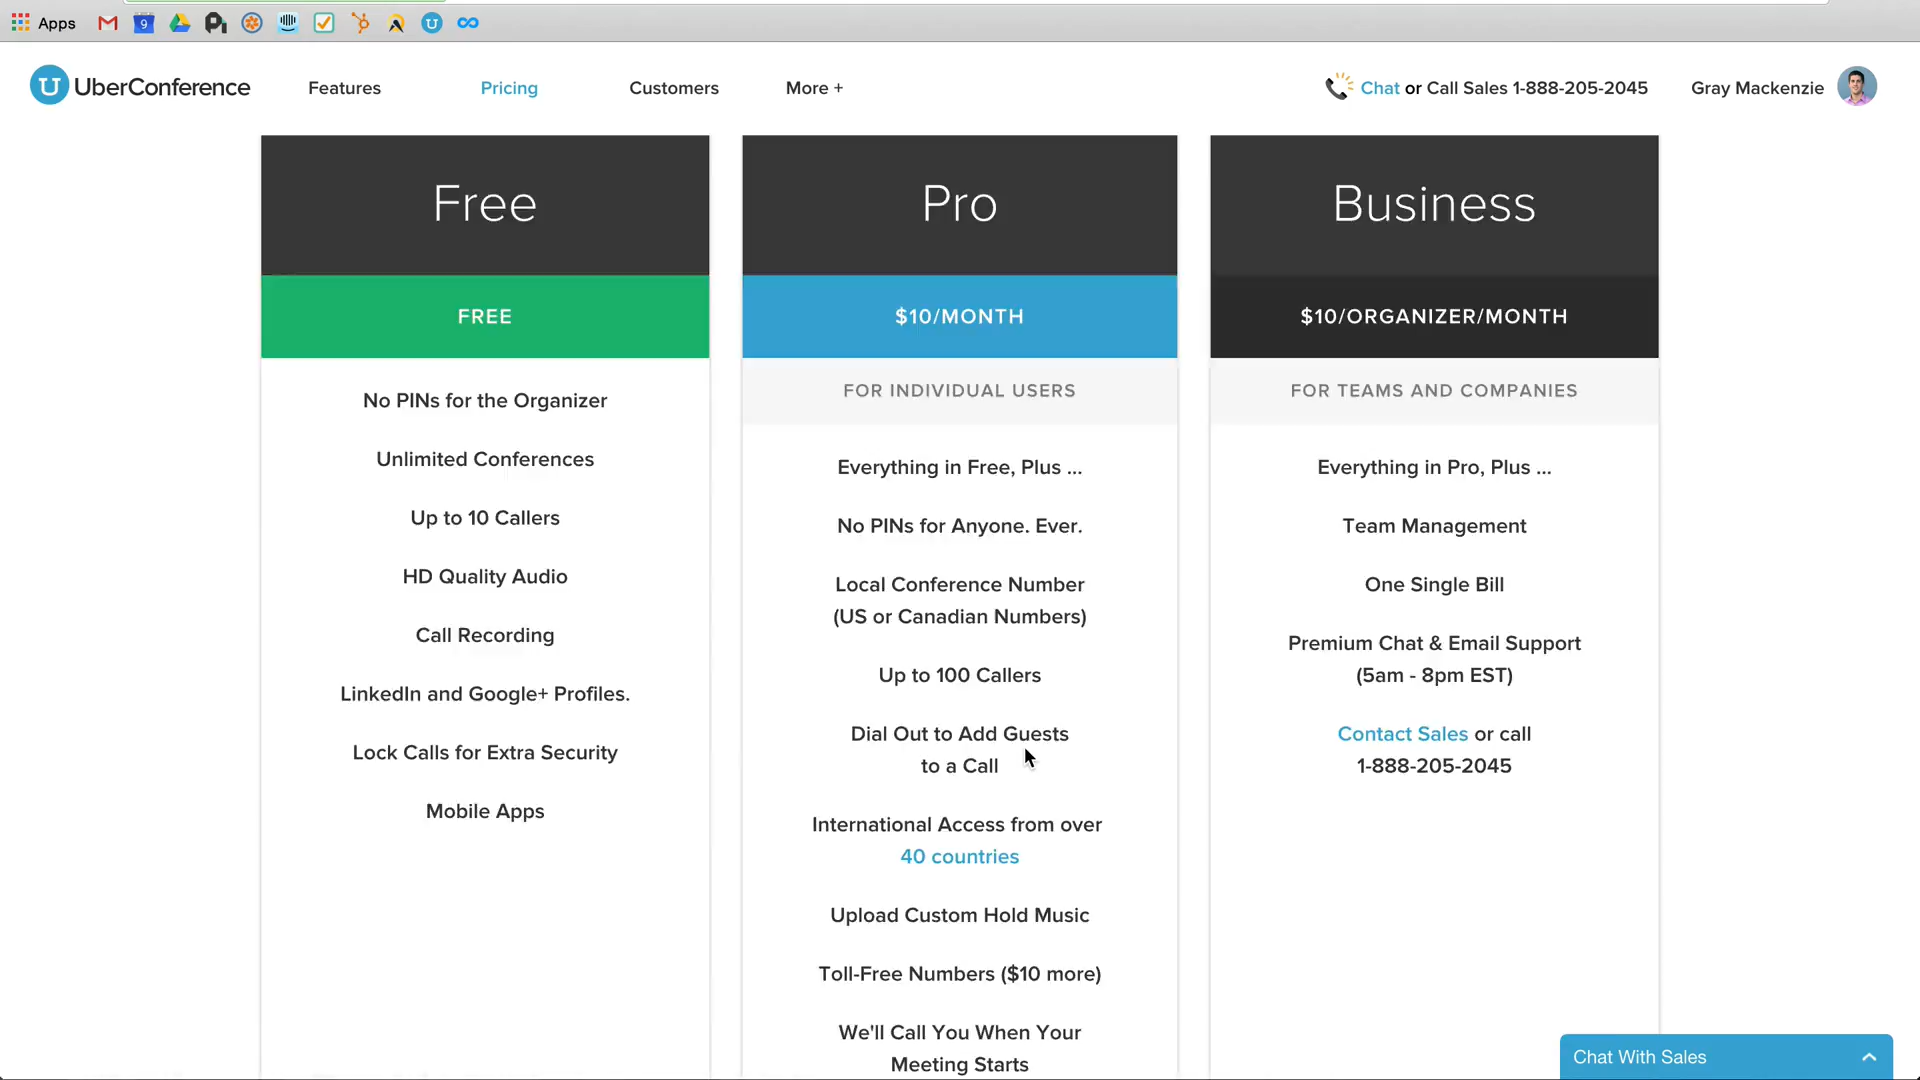 Apps
9
U
U UberConference
Features
Pricing
Customers
More +
Chat or Call Sales 1-888-205-2045
Gray Mackenzie
Free
FREE
No PINs for the Organizer
Unlimited Conferences
Up to 10 Callers
HD Quality Audio
Call Recording
LinkedIn and Google+ Profiles.
Lock Calls for Extra Security
Mobile Apps
Pro
$10/MONTH
FOR INDIVIDUAL USERS
Everything in Free, Plus ...
No PINs for Anyone. Ever.
Local Conference Number
(US or Canadian Numbers)
Up to 100 Callers
Dial Out to Add Guests
to a Call
International Access from over
40 countries
Upload Custom Hold Music
Toll-Free Numbers ($10 more)
We'll Call You When Your
Meeting Starts
Business
$10/ORGANIZER/MONTH
FOR TEAMS AND COMPANIES
Everything in Pro, Plus ...
Team Management
One Single Bill
Premium Chat & Email Support
(5am - 8pm EST)
Contact Sales or call
1-888-205-2045
Chat With Sales